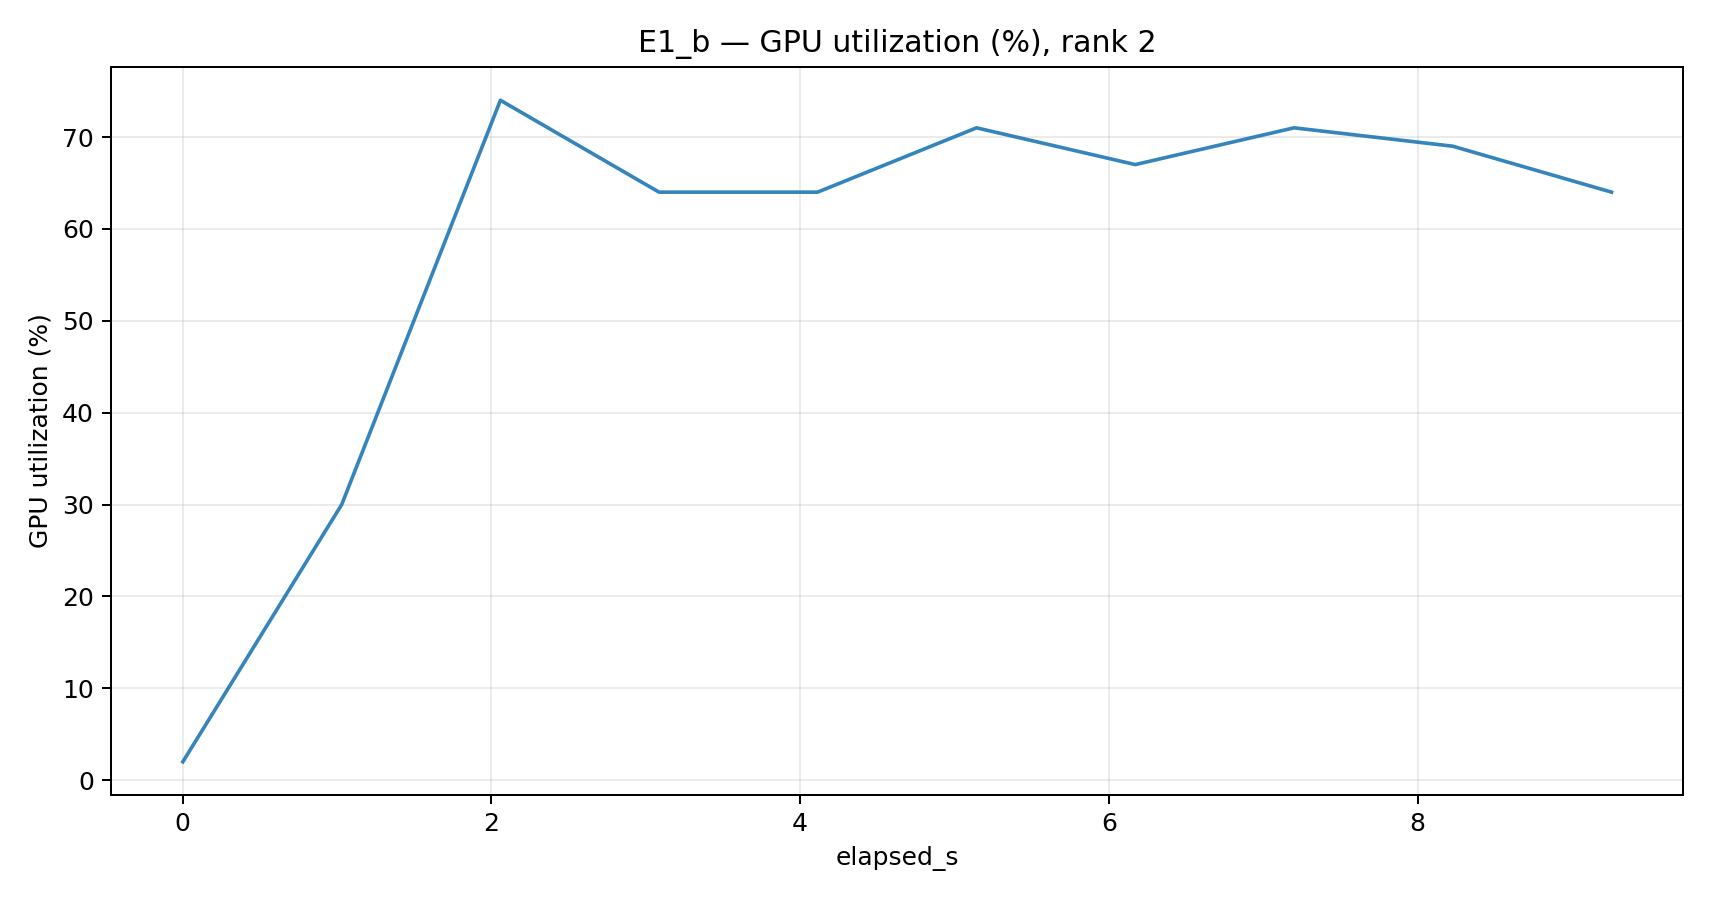 E1_b — GPU utilization (%), rank 2
GPU utilization (%)
70
60
50
40
30
20
10
0
0 2 4 6 8
elapsed_s